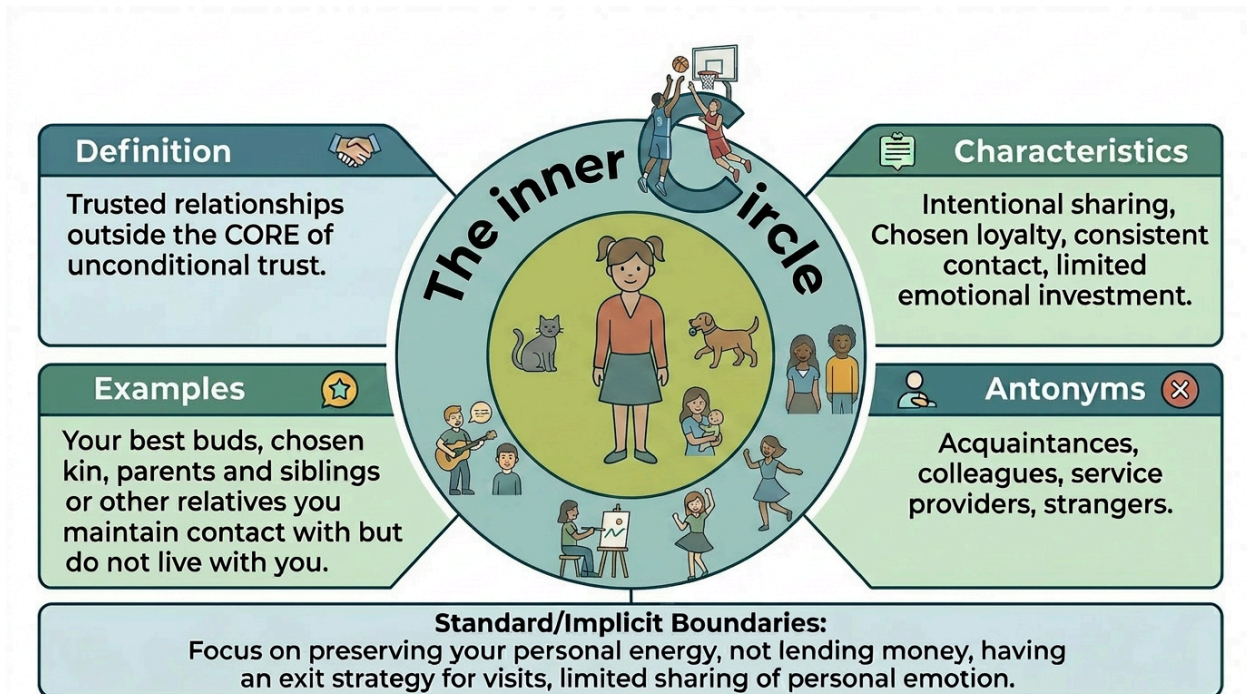 The inner Circle
Definition
Trusted relationships
outside the CORE of
unconditional trust.
Characteristics
Intentional sharing,
Chosen loyalty, consistent
contact, limited
emotional investment.
Examples
Your best buds, chosen
kin, parents and siblings
or other relatives you
maintain contact with but
do not live with you.
Antonyms
Acquaintances,
colleagues, service
providers, strangers.
Standard/Implicit Boundaries:
Focus on preserving your personal energy, not lending money, having
an exit strategy for visits, limited sharing of personal emotion.